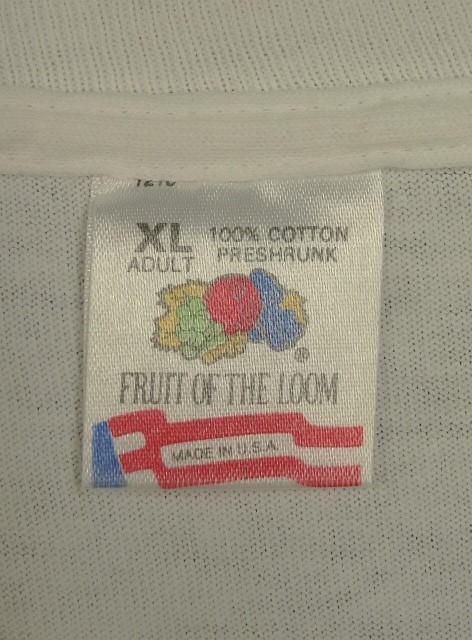 XL
ADULT
100% COTTON
PRESHRUNK
®
FRUIT OF THE LOOM
MADE IN U.S.A.